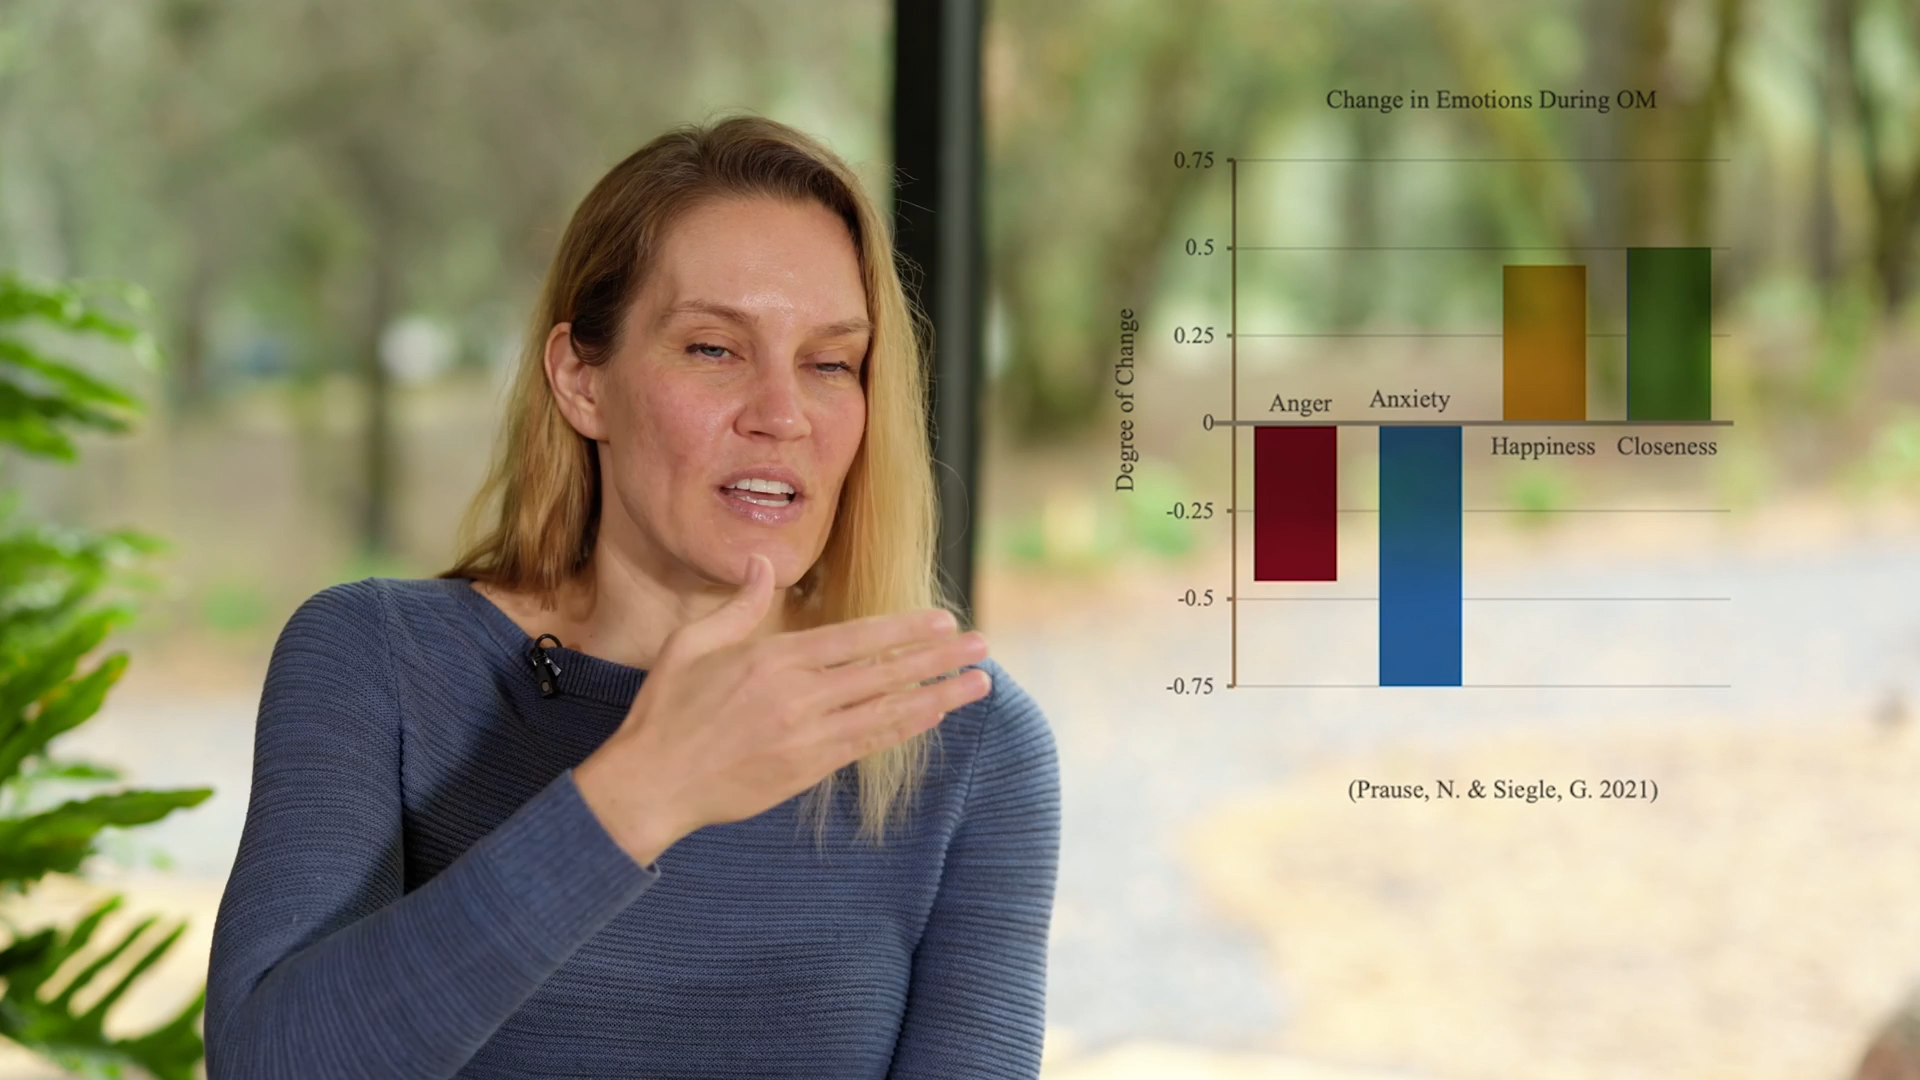 Change in Emotions During OM
0.75
0.5
0.25
0
-0.25
-0.5
-0.75
Degree of Change
Anger
Anxiety
Happiness
Closeness
(Prause, N. & Siegle, G. 2021)